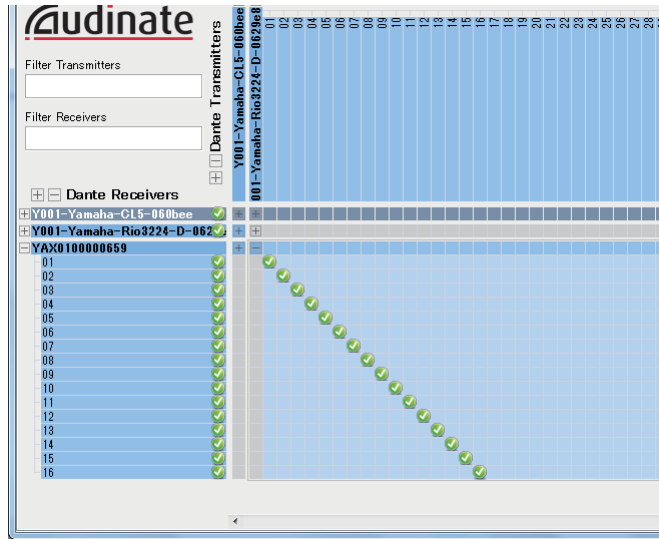 Audinate
Filter Transmitters
Filter Receivers
Dante Transmitters
Y001-Yamaha-CL5-060bee
001-Yamaha-Rio3224-D-0629e8
01 02 03 04 05 06 07 08 09 10 11 12 13 14 15 16 17 18 19 20 21 22 23 24 25 26 27 28
Dante Receivers
Y001-Yamaha-CL5-060bee
Y001-Yamaha-Rio3224-D-062
YAX0100000659
01
02
03
04
05
06
07
08
09
10
11
12
13
14
15
16